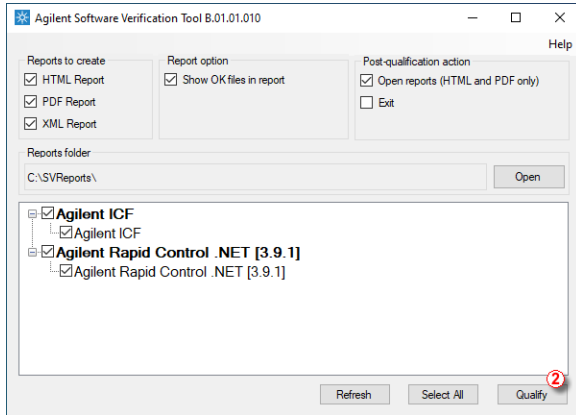 Agilent Software Verification Tool B.01.01.010
Help
Reports to create
HTML Report
PDF Report
XML Report
Report option
Show OK files in report
Post-qualification action
Open reports (HTML and PDF only)
Exit
Reports folder
C:\SVReports\
Open
Agilent ICF
Agilent ICF
Agilent Rapid Control .NET [3.9.1]
Agilent Rapid Control .NET [3.9.1]
2
Refresh
Select All
Qualify